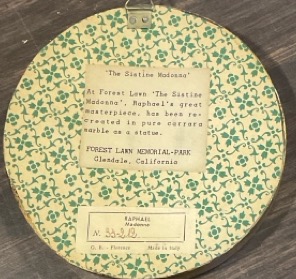 "The Sistine Madonna"
At Forest Lawn "The Sistine
Madonna", Raphael's great
masterpiece, has been re-
created in pure carrara
marble as a statue.
FOREST LAWN MEMORIAL-PARK
Glendale, California
RAPHAEL
Madonna
N.
G. B. - Florence Made in Italy